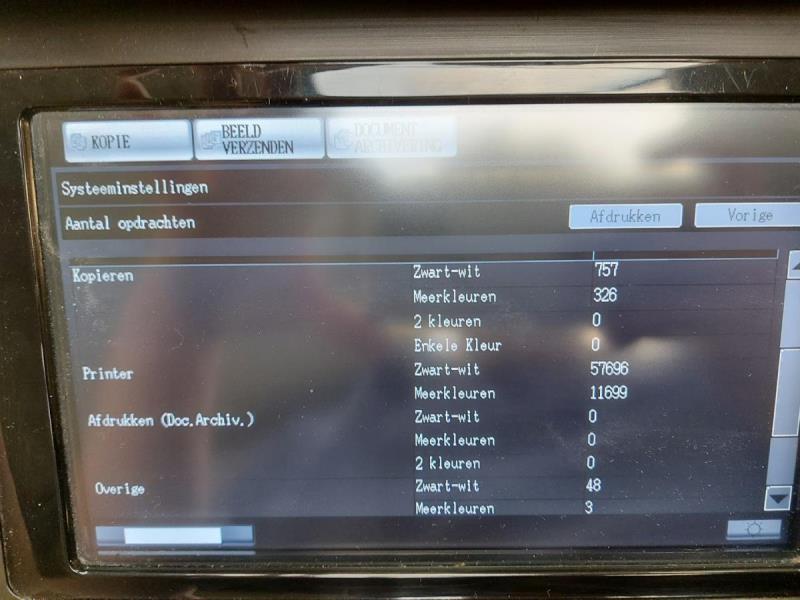 KOPIE
BEELD
VERZENDEN
DOCUMENT
ARCHIVERING
Systeeminstellingen
Aantal opdrachten
Afdrukken
Vorige
Kopieren Zwart-wit 757
Meerkleuren 326
2 kleuren 0
Enkele Kleur 0
Printer Zwart-wit 57696
Meerkleuren 11699
Afdrukken (Doc.Archiv.) Zwart-wit 0
Meerkleuren 0
2 kleuren 0
Overige Zwart-wit 48
Meerkleuren 3